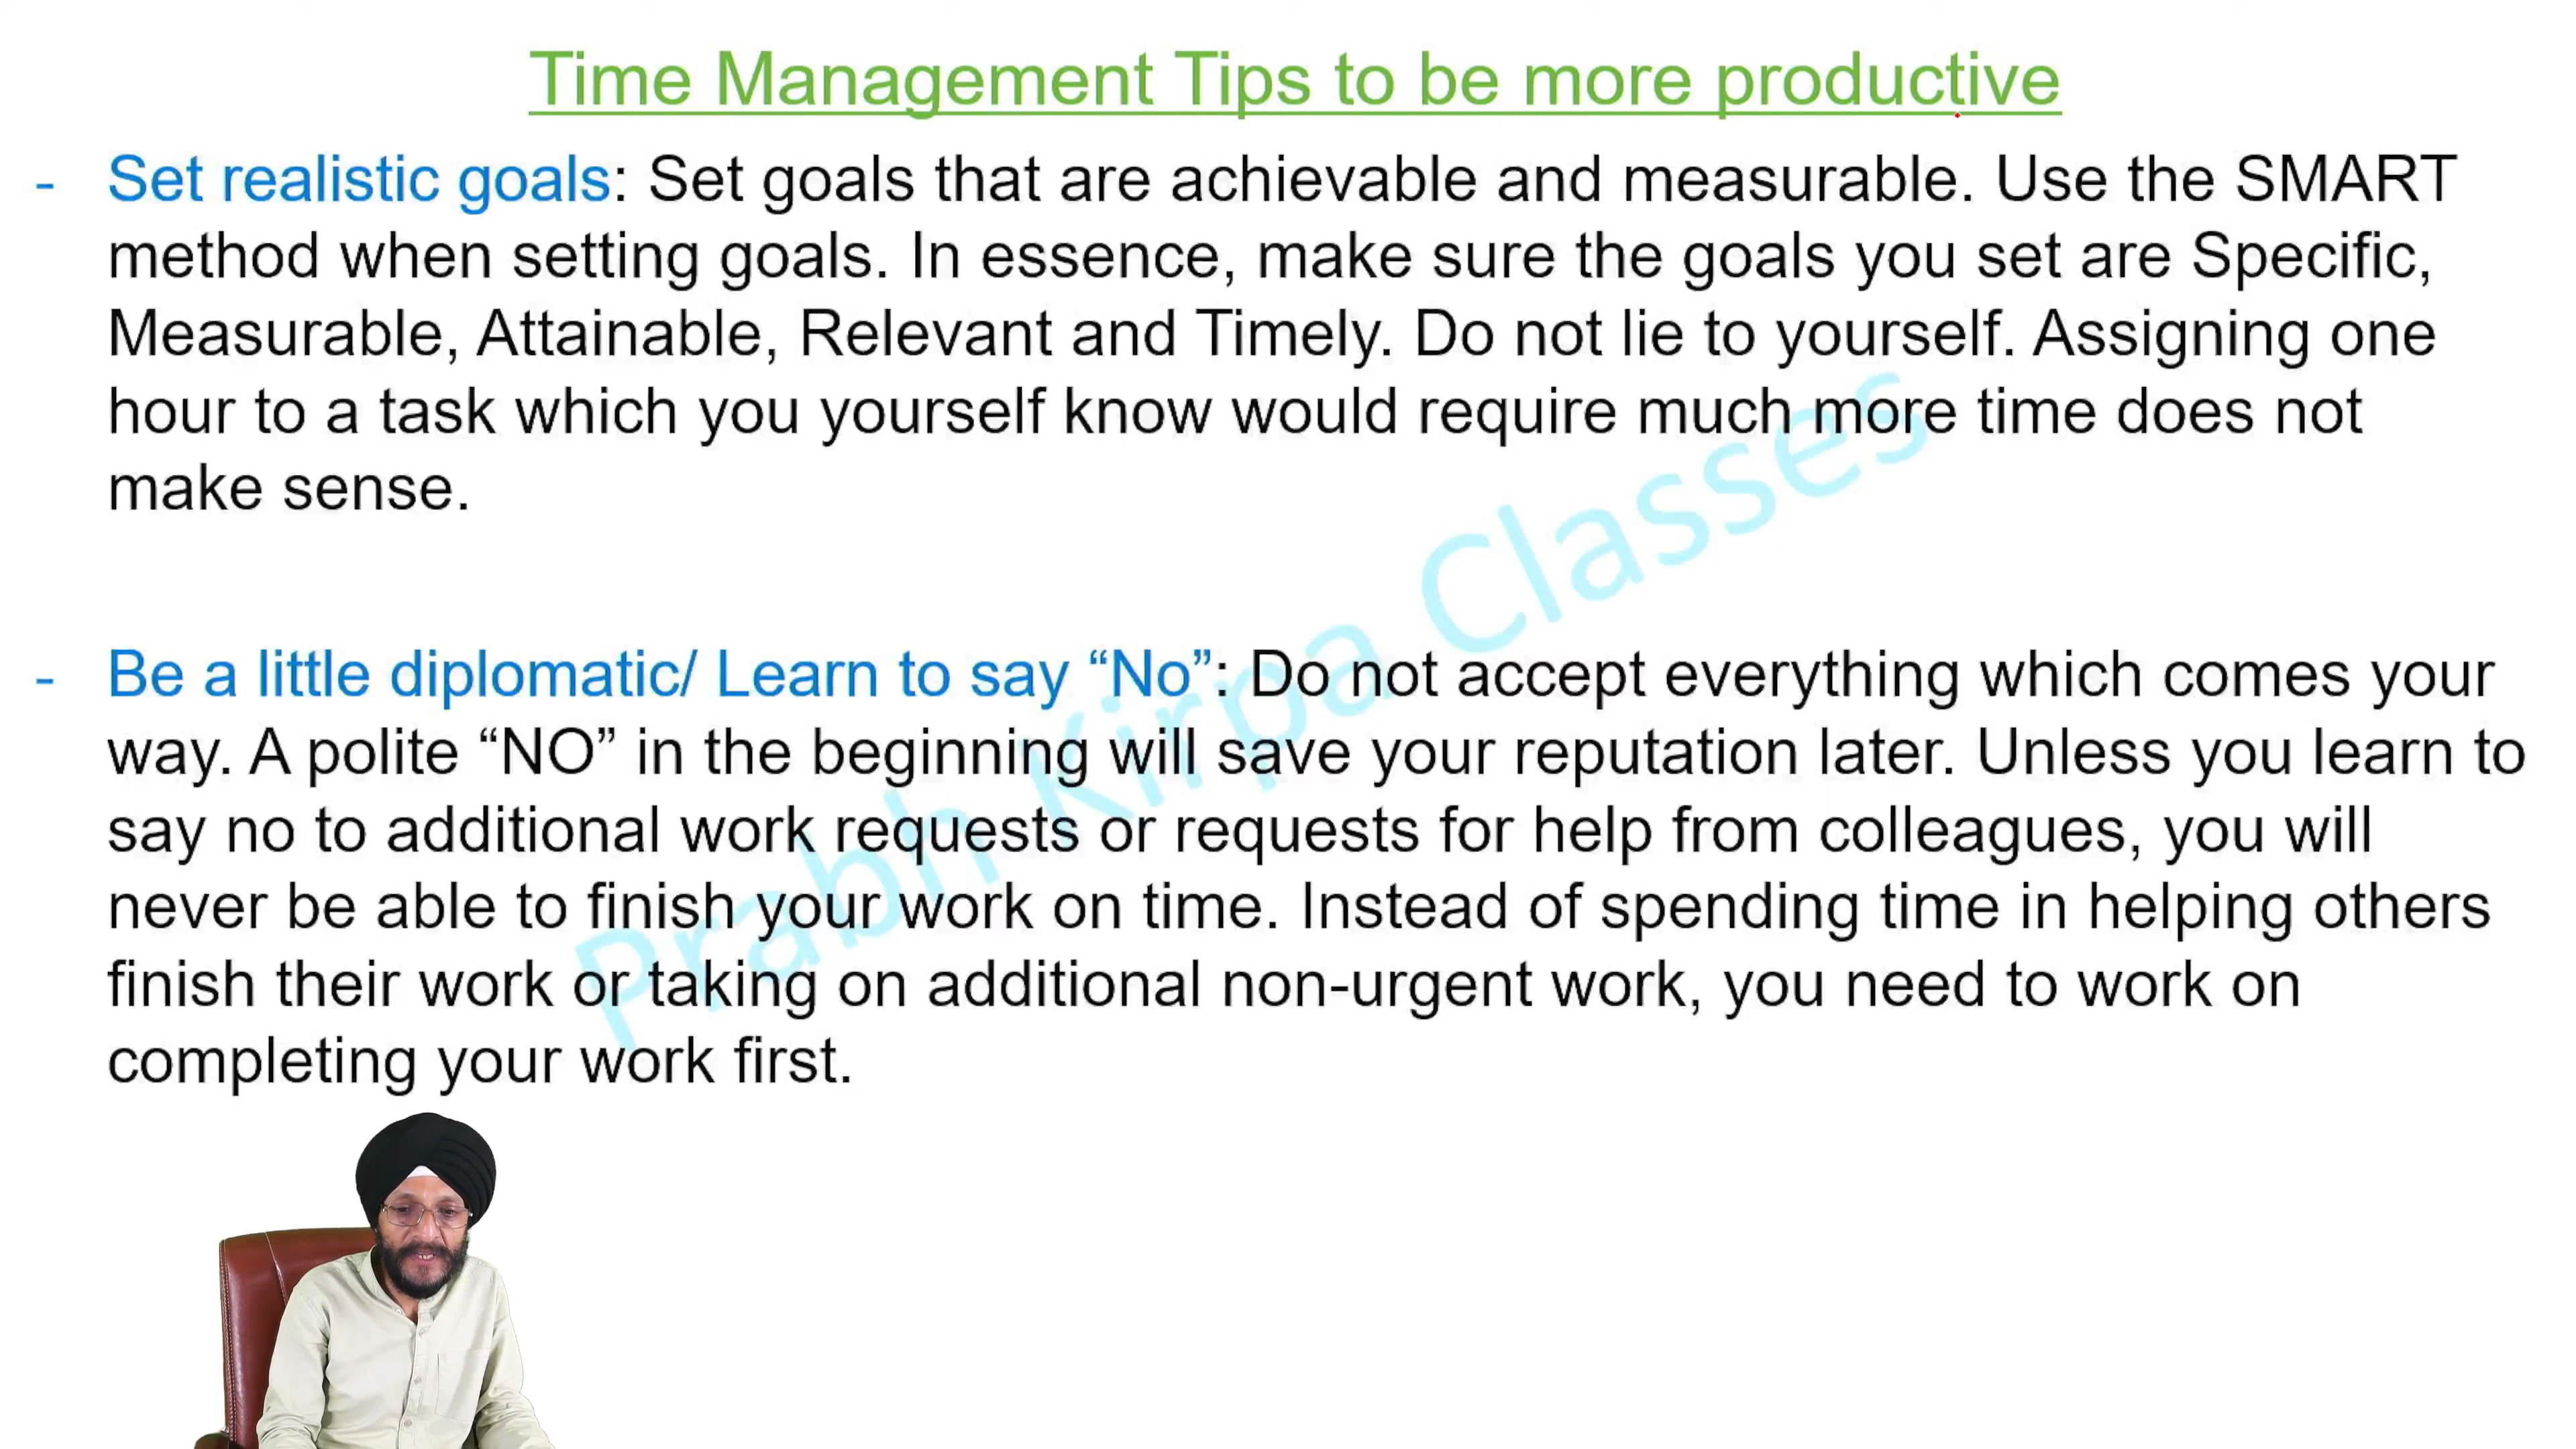 Time Management Tips to be more productive
- Set realistic goals: Set goals that are achievable and measurable. Use the SMART
method when setting goals. In essence, make sure the goals you set are Specific,
Measurable, Attainable, Relevant and Timely. Do not lie to yourself. Assigning one
hour to a task which you yourself know would require much more time does not
make sense.
- Be a little diplomatic/ Learn to say “No”: Do not accept everything which comes your
way. A polite “NO” in the beginning will save your reputation later. Unless you learn to
say no to additional work requests or requests for help from colleagues, you will
never be able to finish your work on time. Instead of spending time in helping others
finish their work or taking on additional non-urgent work, you need to work on
completing your work first.
Prabh Kirpa Classes